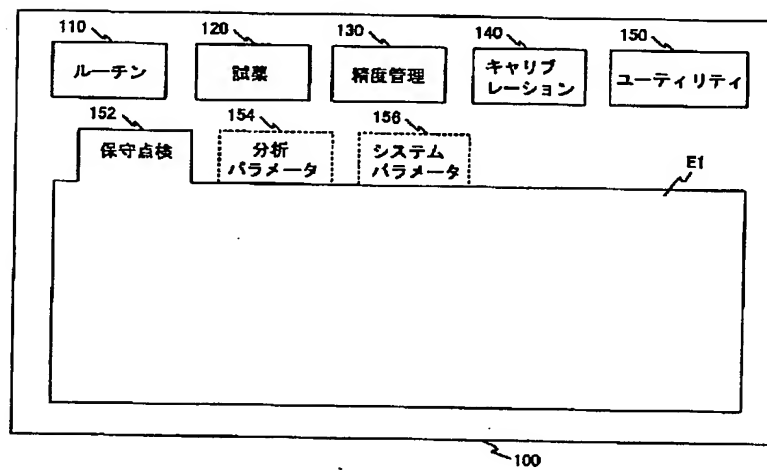 110
120
130
140
150
ルーチン
試薬
精度管理
キャリブ
レーション
ユーティリティ
152
154
156
保守点検
分析
パラメータ
システム
パラメータ
E1
100